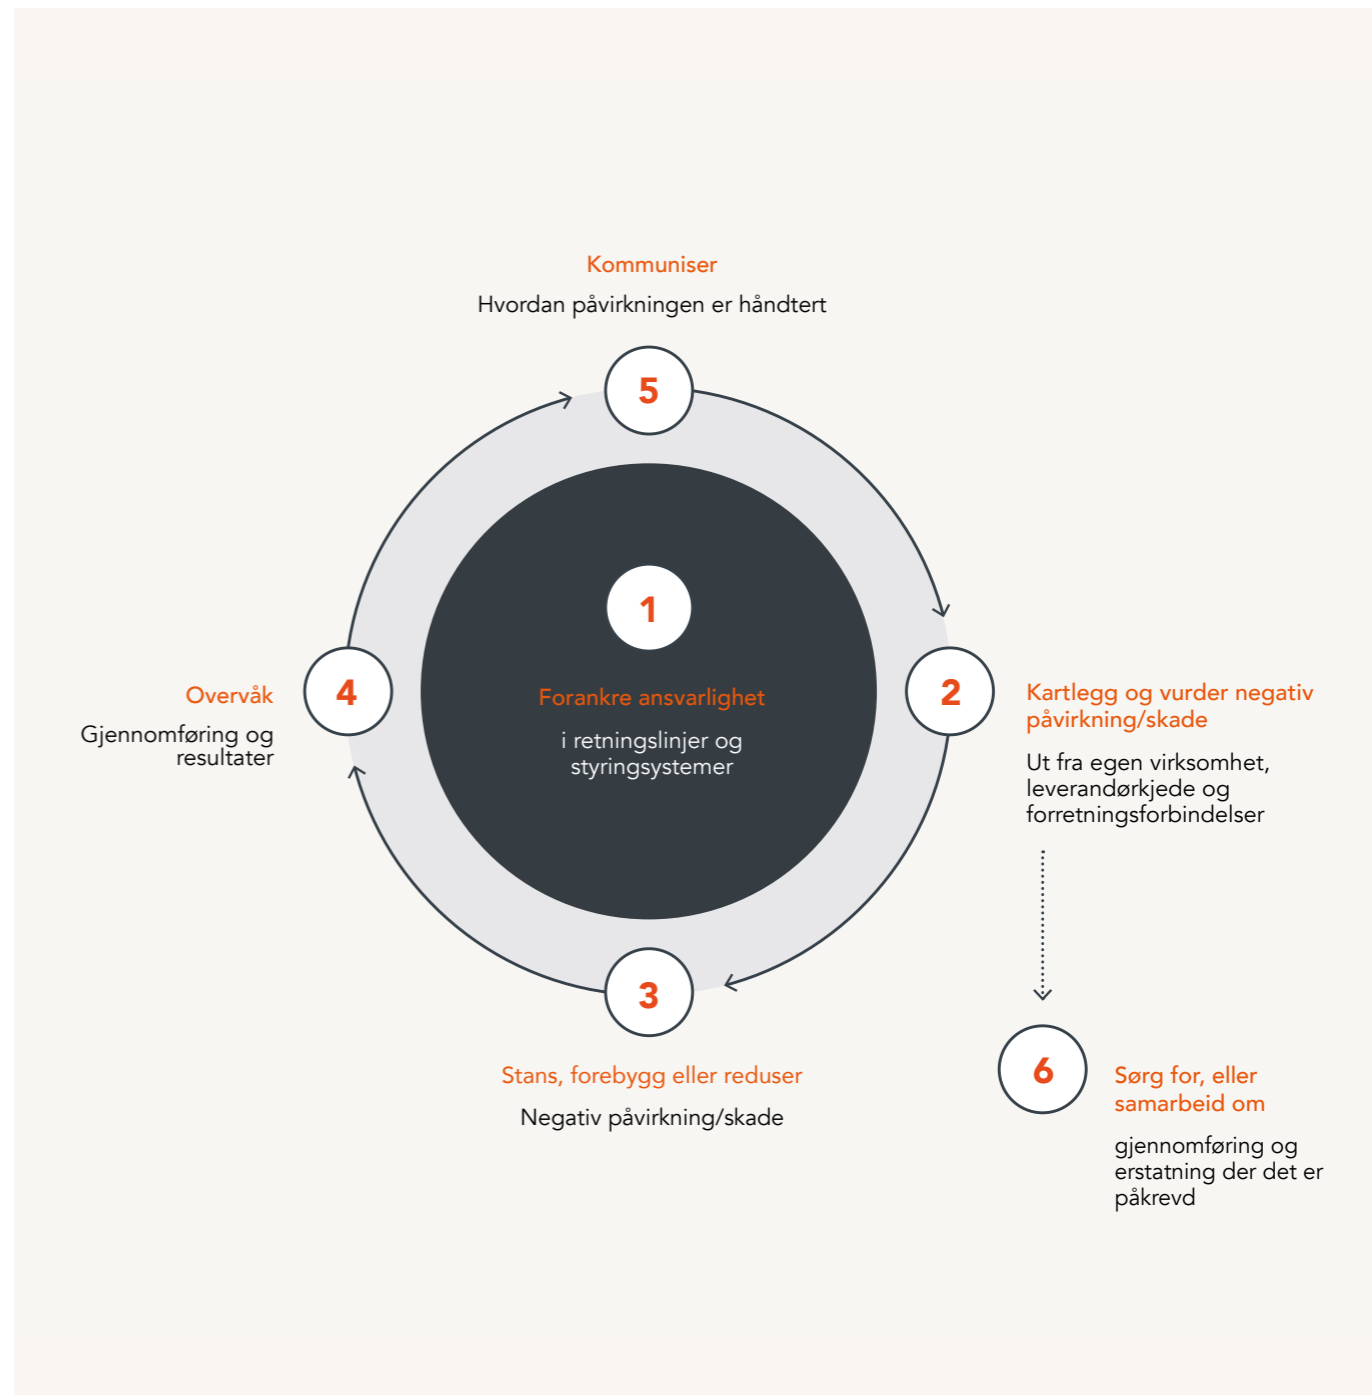 Kommuniser
Hvordan påvirkningen er håndtert
5
1
Forankre ansvarlighet
i retningslinjer og
styringsystemer
2
Kartlegg og vurder negativ
påvirkning/skade
Ut fra egen virksomhet,
leverandørkjede og
forretningsforbindelser
3
Stans, forebygg eller reduser
Negativ påvirkning/skade
4
Overvåk
Gjennomføring og
resultater
6
Sørg for, eller
samarbeid om
gjennomføring og
erstatning der det er
påkrevd